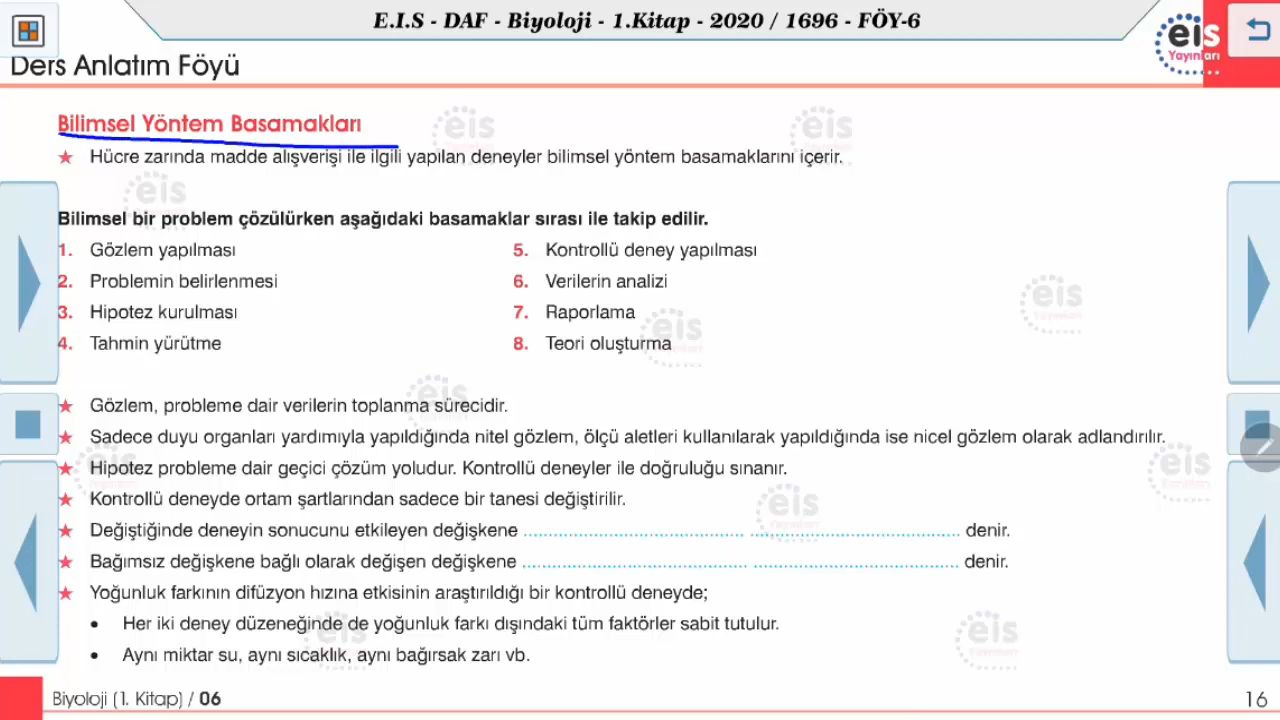 E.I.S - DAF - Biyoloji - 1.Kitap - 2020 / 1696 - FÖY-6
eis
Yayınları
Ders Anlatım Föyü
Bilimsel Yöntem Basamakları
★ Hücre zarında madde alışverişi ile ilgili yapılan deneyler bilimsel yöntem basamaklarını içerir.
Bilimsel bir problem çözülürken aşağıdaki basamaklar sırası ile takip edilir.
1. Gözlem yapılması
2. Problemin belirlenmesi
3. Hipotez kurulması
4. Tahmin yürütme
5. Kontrollü deney yapılması
6. Verilerin analizi
7. Raporlama
8. Teori oluşturma
★ Gözlem, probleme dair verilerin toplanma sürecidir.
★ Sadece duyu organları yardımıyla yapıldığında nitel gözlem, ölçü aletleri kullanılarak yapıldığında ise nicel gözlem olarak adlandırılır.
★ Hipotez probleme dair geçici çözüm yoludur. Kontrollü deneyler ile doğruluğu sınanır.
★ Kontrollü deneyde ortam şartlarından sadece bir tanesi değiştirilir.
★ Değiştiğinde deneyin sonucunu etkileyen değişkene ........................................ ........................................ denir.
★ Bağımsız değişkene bağlı olarak değişen değişkene ........................................ ........................................ denir.
★ Yoğunluk farkının difüzyon hızına etkisinin araştırıldığı bir kontrollü deneyde;
• Her iki deney düzeneğinde de yoğunluk farkı dışındaki tüm faktörler sabit tutulur.
• Aynı miktar su, aynı sıcaklık, aynı bağırsak zarı vb.
Biyoloji (1. Kitap) / 06
16